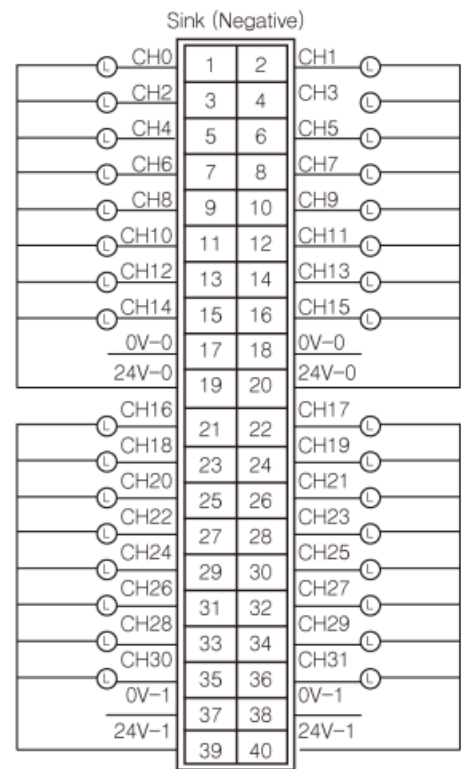 Sink (Negative)
L CH0 1 2 CH1 L
L CH2 3 4 CH3 L
L CH4 5 6 CH5 L
L CH6 7 8 CH7 L
L CH8 9 10 CH9 L
L CH10 11 12 CH11 L
L CH12 13 14 CH13 L
L CH14 15 16 CH15 L
0V-0 17 18 0V-0
24V-0 19 20 24V-0
L CH16 21 22 CH17 L
L CH18 23 24 CH19 L
L CH20 25 26 CH21 L
L CH22 27 28 CH23 L
L CH24 29 30 CH25 L
L CH26 31 32 CH27 L
L CH28 33 34 CH29 L
L CH30 35 36 CH31 L
0V-1 37 38 0V-1
24V-1 39 40 24V-1